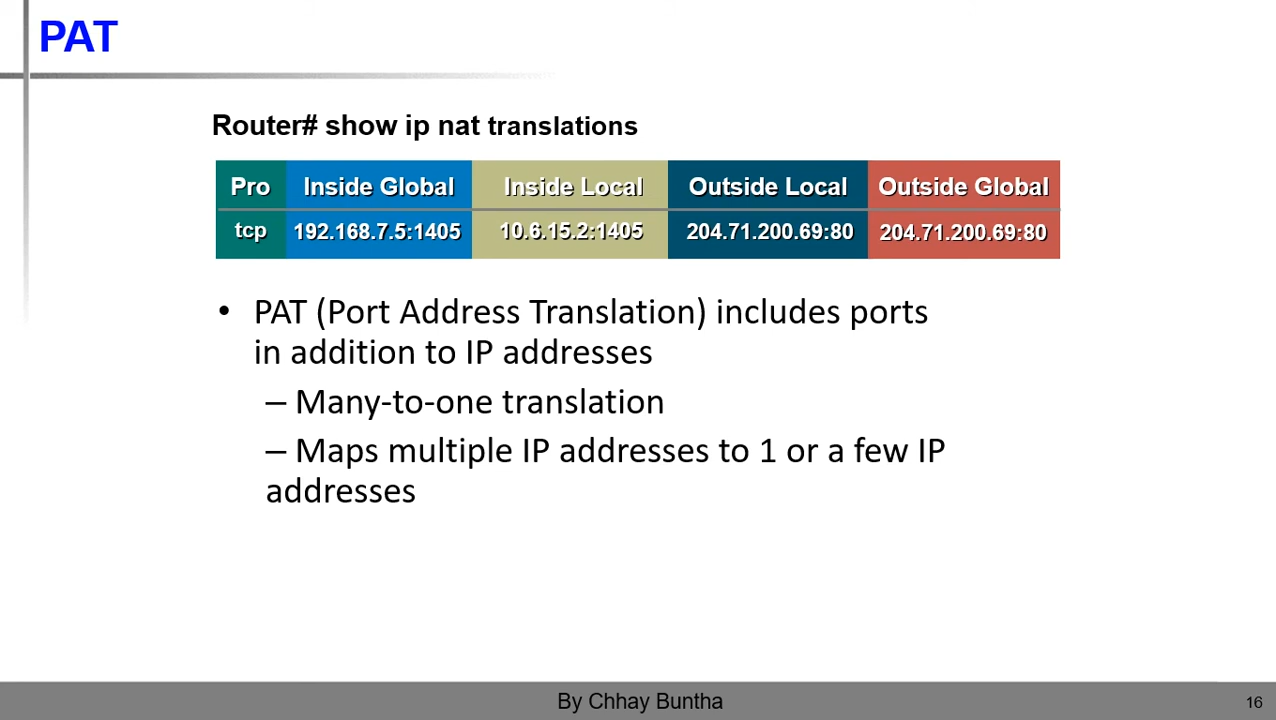 PAT
Router# show ip nat translations
Pro Inside Global Inside Local Outside Local Outside Global
tcp 192.168.7.5:1405 10.6.15.2:1405 204.71.200.69:80 204.71.200.69:80
• PAT (Port Address Translation) includes ports
in addition to IP addresses
– Many-to-one translation
– Maps multiple IP addresses to 1 or a few IP
addresses
By Chhay Buntha
16